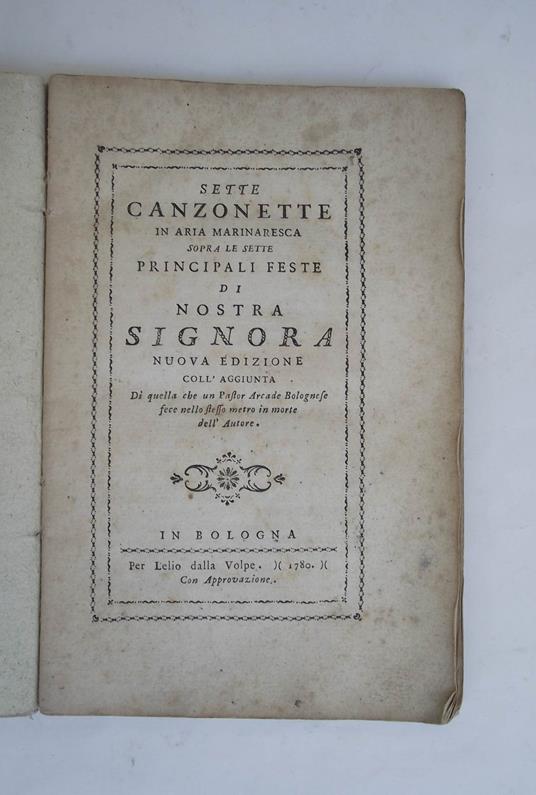 SETTE
CANZONETTE
IN ARIA MARINARESCA
SOPRA LE SETTE
PRINCIPALI FESTE
DI
NOSTRA
SIGNORA
NUOVA EDIZIONE
COLL' AGGIUNTA
Di quella che un Paſtor Arcade Bologneſe
fece nello ſteſſo metro in morte
dell' Autore.
IN BOLOGNA
Per Lelio dalla Volpe. )( 1780. )(
Con Approvazione.